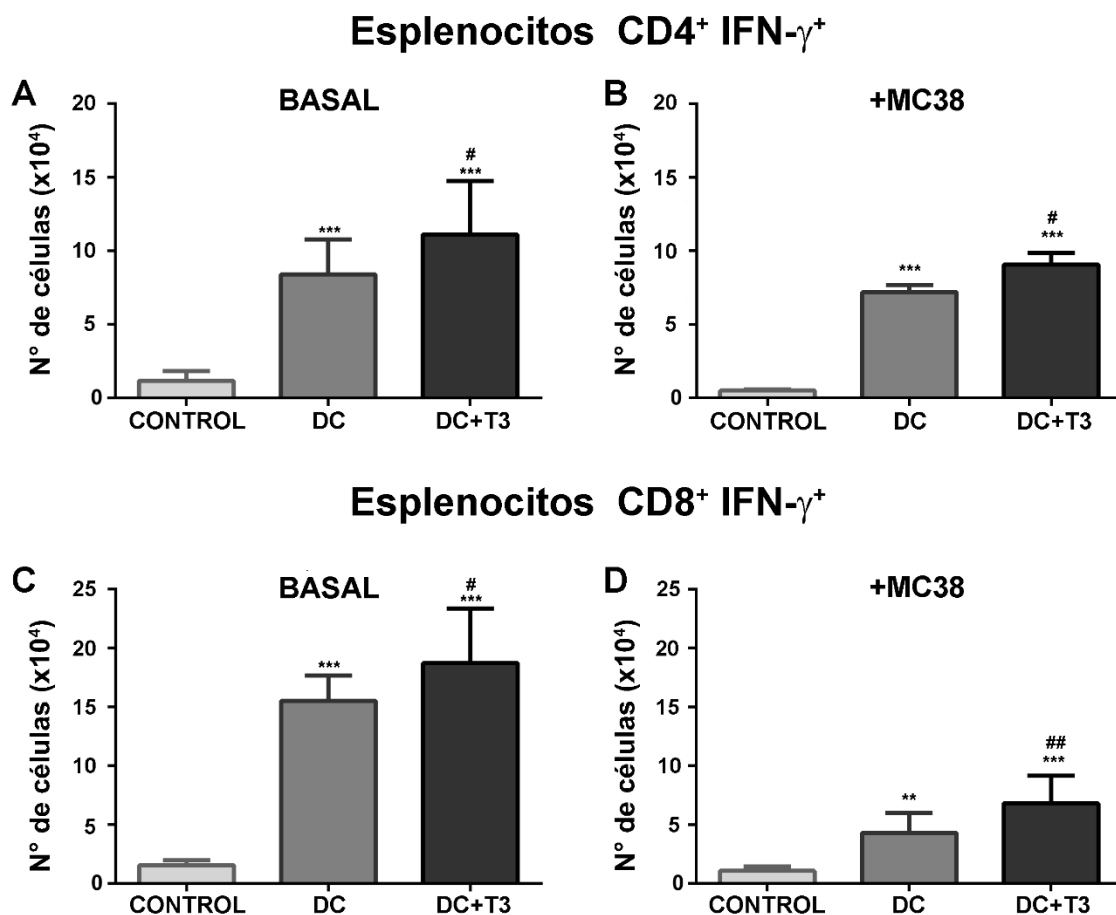 Esplenocitos CD4⁺ IFN-γ⁺
A
BASAL
N° de células (x10⁴)
20
15
10
5
0
***
#
***
CONTROL DC DC+T3
B
+MC38
N° de células (x10⁴)
20
15
10
5
0
***
#
***
CONTROL DC DC+T3
Esplenocitos CD8⁺ IFN-γ⁺
C
BASAL
N° de células (x10⁴)
25
20
15
10
5
0
***
#
***
CONTROL DC DC+T3
D
+MC38
N° de células (x10⁴)
25
20
15
10
5
0
**
##
***
CONTROL DC DC+T3